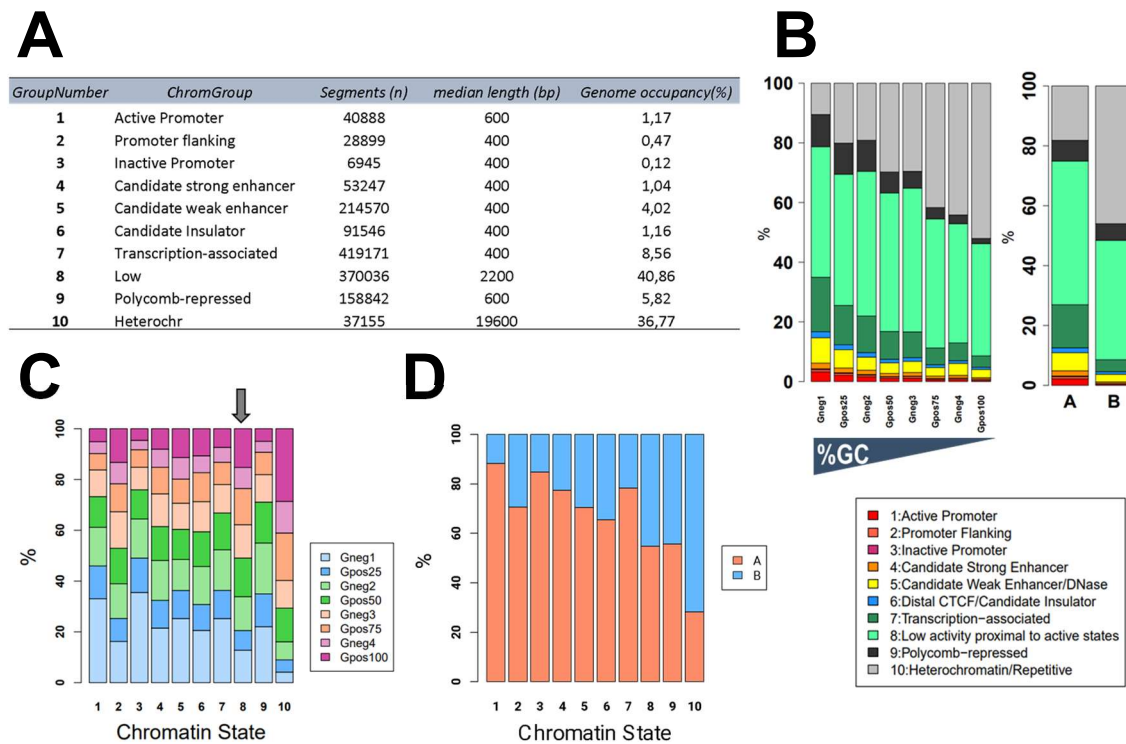 A
GroupNumber ChromGroup Segments (n) median length (bp) Genome occupancy(%)
1 Active Promoter 40888 600 1,17
2 Promoter flanking 28899 400 0,47
3 Inactive Promoter 6945 400 0,12
4 Candidate strong enhancer 53247 400 1,04
5 Candidate weak enhancer 214570 400 4,02
6 Candidate Insulator 91546 400 1,16
7 Transcription-associated 419171 400 8,56
8 Low 370036 2200 40,86
9 Polycomb-repressed 158842 600 5,82
10 Heterochr 37155 19600 36,77
B
100
80
60
40
20
0
%
Gneg1 Gpos25 Gneg2 Gpos50 Gneg3 Gpos75 Gneg4 Gpos100
%GC
100
80
60
40
20
0
%
A B
1:Active Promoter
2:Promoter Flanking
3:Inactive Promoter
4:Candidate Strong Enhancer
5:Candidate Weak Enhancer/DNase
6:Distal CTCF/Candidate Insulator
7:Transcription−associated
8:Low activity proximal to active states
9:Polycomb−repressed
10:Heterochromatin/Repetitive
C
100
80
60
40
20
0
%
1 2 3 4 5 6 7 8 9 10
Chromatin State
Gneg1
Gpos25
Gneg2
Gpos50
Gneg3
Gpos75
Gneg4
Gpos100
D
100
80
60
40
20
0
%
1 2 3 4 5 6 7 8 9 10
Chromatin State
A
B